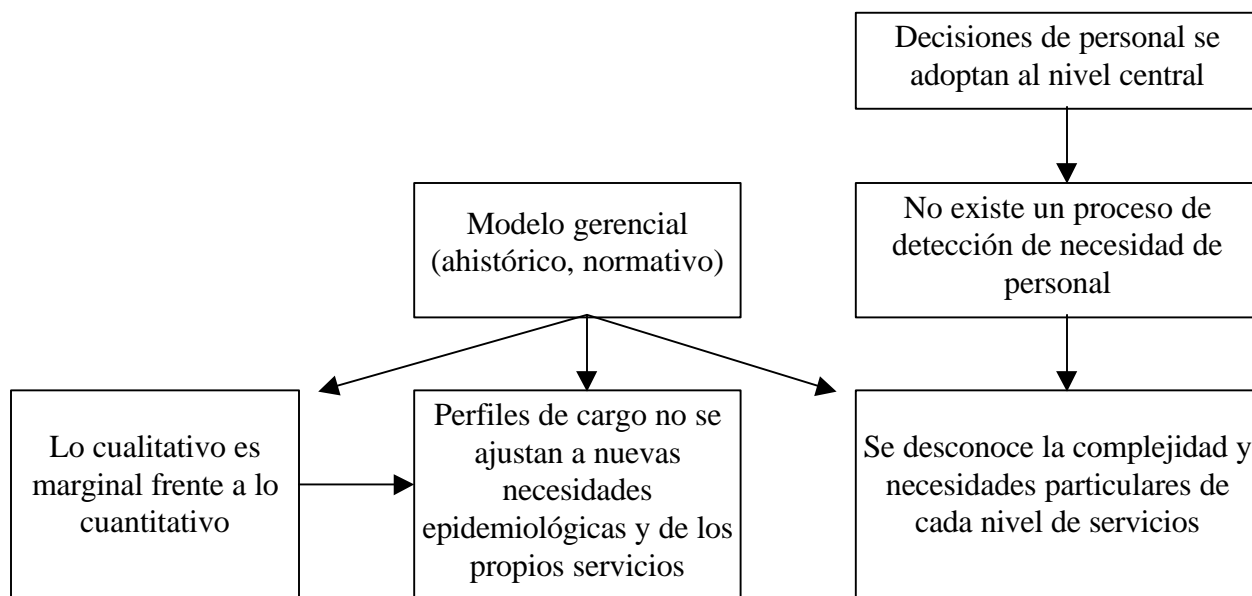 Decisiones de personal se
adoptan al nivel central
Modelo gerencial
(ahistórico, normativo)
No existe un proceso de
detección de necesidad de
personal
Lo cualitativo es
marginal frente a lo
cuantitativo
Perfiles de cargo no se
ajustan a nuevas
necesidades
epidemiológicas y de los
propios servicios
Se desconoce la complejidad y
necesidades particulares de
cada nivel de servicios